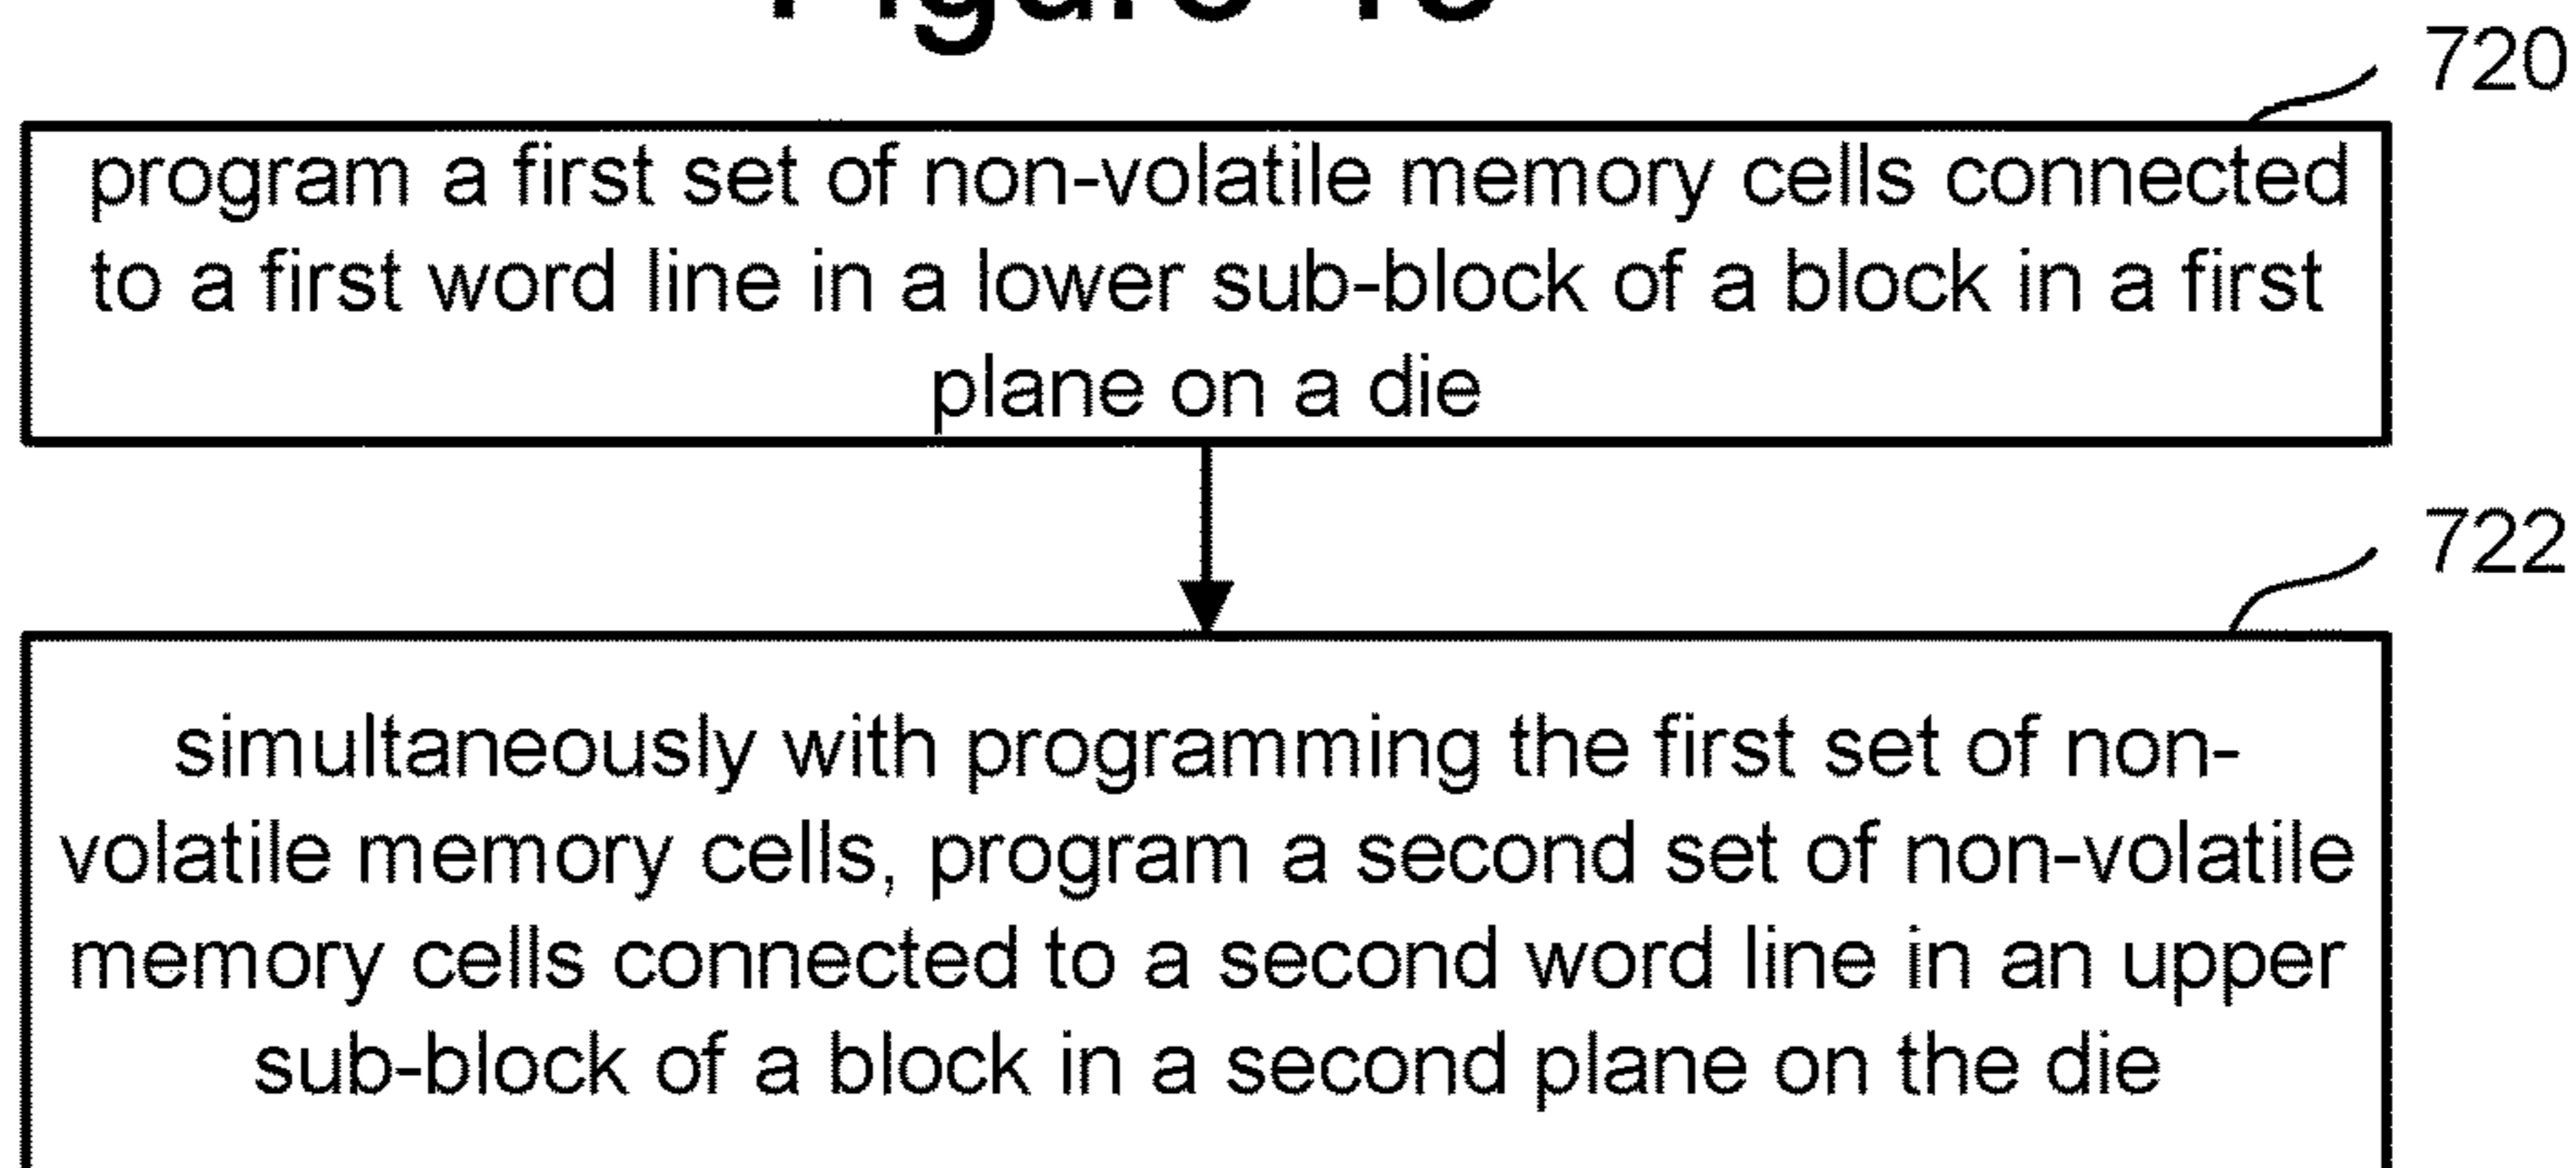 720
program a first set of non-volatile memory cells connected
to a first word line in a lower sub-block of a block in a first
plane on a die
722
simultaneously with programming the first set of non-
volatile memory cells, program a second set of non-volatile
memory cells connected to a second word line in an upper
sub-block of a block in a second plane on the die